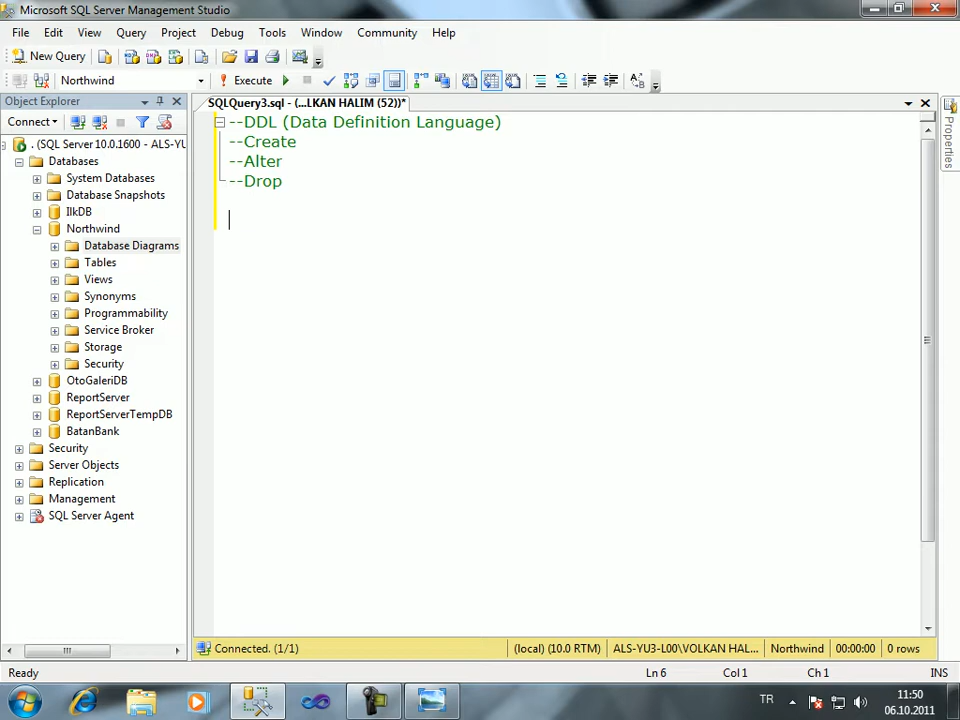 Microsoft SQL Server Management Studio
File Edit View Query Project Debug Tools Window Community Help
New Query
Northwind Execute
Object Explorer
SQLQuery3.sql - (...LKAN HALIM (52))*
Connect
. (SQL Server 10.0.1600 - ALS-YU
Databases
System Databases
Database Snapshots
IlkDB
Northwind
Database Diagrams
Tables
Views
Synonyms
Programmability
Service Broker
Storage
Security
OtoGaleriDB
ReportServer
ReportServerTempDB
BatanBank
Security
Server Objects
Replication
Management
SQL Server Agent
--DDL (Data Definition Language)
--Create
--Alter
--Drop
Properties
Connected. (1/1) (local) (10.0 RTM) ALS-YU3-L00\VOLKAN HAL... Northwind 00:00:00 0 rows
Ready Ln 6 Col 1 Ch 1 INS
TR 11:50
06.10.2011